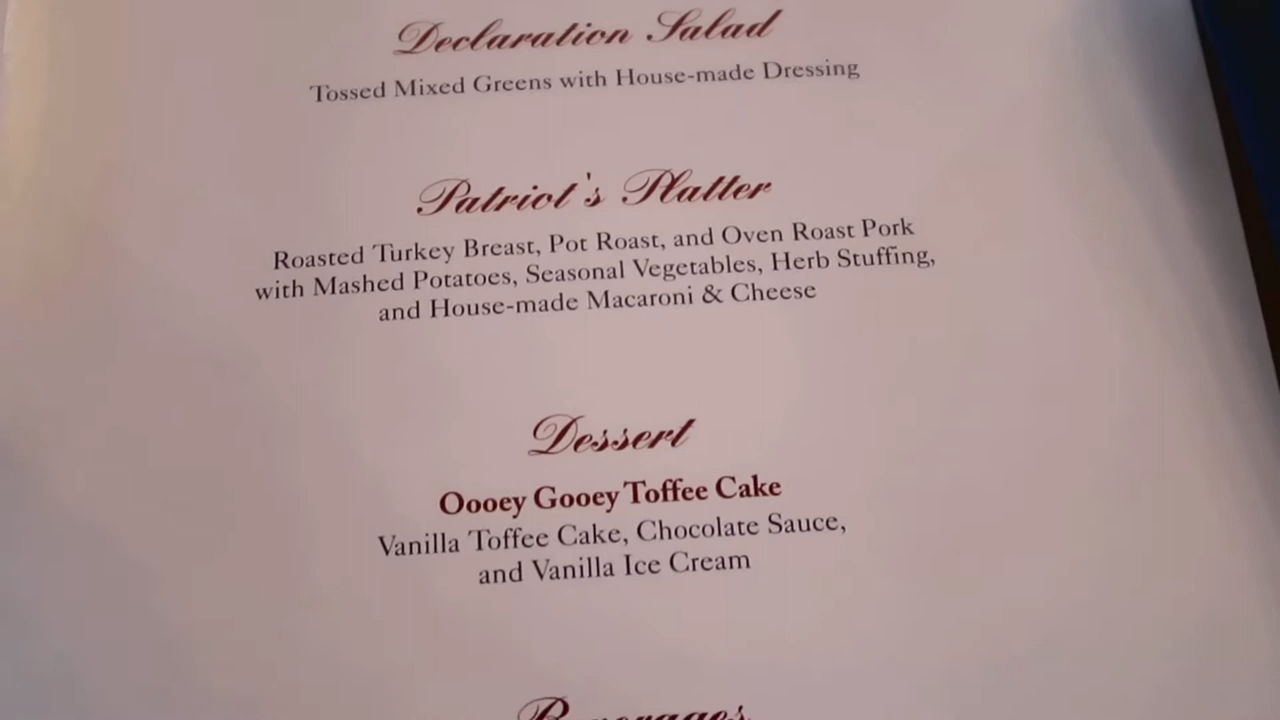 Declaration Salad
Tossed Mixed Greens with House-made Dressing
Patriot's Platter
Roasted Turkey Breast, Pot Roast, and Oven Roast Pork
with Mashed Potatoes, Seasonal Vegetables, Herb Stuffing,
and House-made Macaroni & Cheese
Dessert
Oooey Gooey Toffee Cake
Vanilla Toffee Cake, Chocolate Sauce,
and Vanilla Ice Cream
Beverages